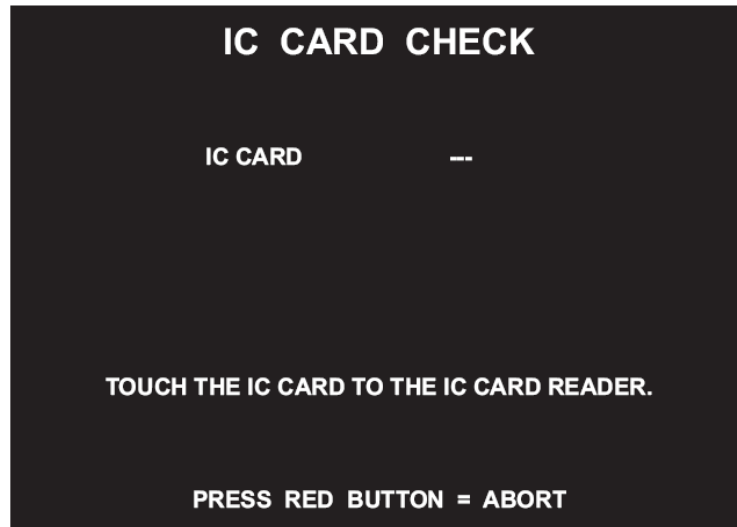 IC CARD CHECK
IC CARD ---
TOUCH THE IC CARD TO THE IC CARD READER.
PRESS RED BUTTON = ABORT